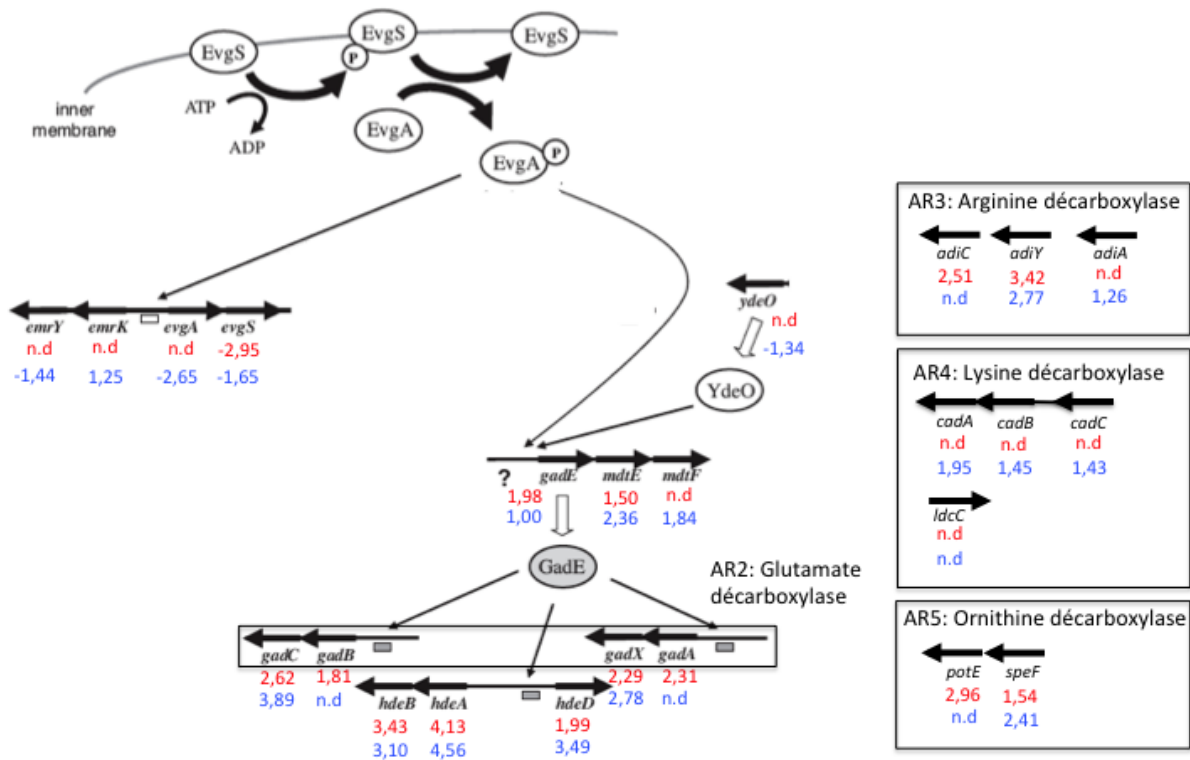 EvgS
EvgS
EvgS
P
inner
membrane
ATP
ADP
EvgA
EvgA
P
AR3: Arginine décarboxylase
adiC adiY adiA
2,51 3,42 n.d
n.d 2,77 1,26
emrY emrK evgA evgS
n.d n.d n.d -2,95
-1,44 1,25 -2,65 -1,65
ydeO
n.d
-1,34
YdeO
AR4: Lysine décarboxylase
cadA cadB cadC
n.d n.d n.d
1,95 1,45 1,43
ldcC
n.d
n.d
? gadE mdtE mdtF
1,98 1,50 n.d
1,00 2,36 1,84
GadE
AR2: Glutamate
décarboxylase
gadC gadB gadX gadA
2,62 1,81 2,29 2,31
3,89 n.d 2,78 n.d
hdeB hdeA hdeD
3,43 4,13 1,99
3,10 4,56 3,49
AR5: Ornithine décarboxylase
potE speF
2,96 1,54
n.d 2,41